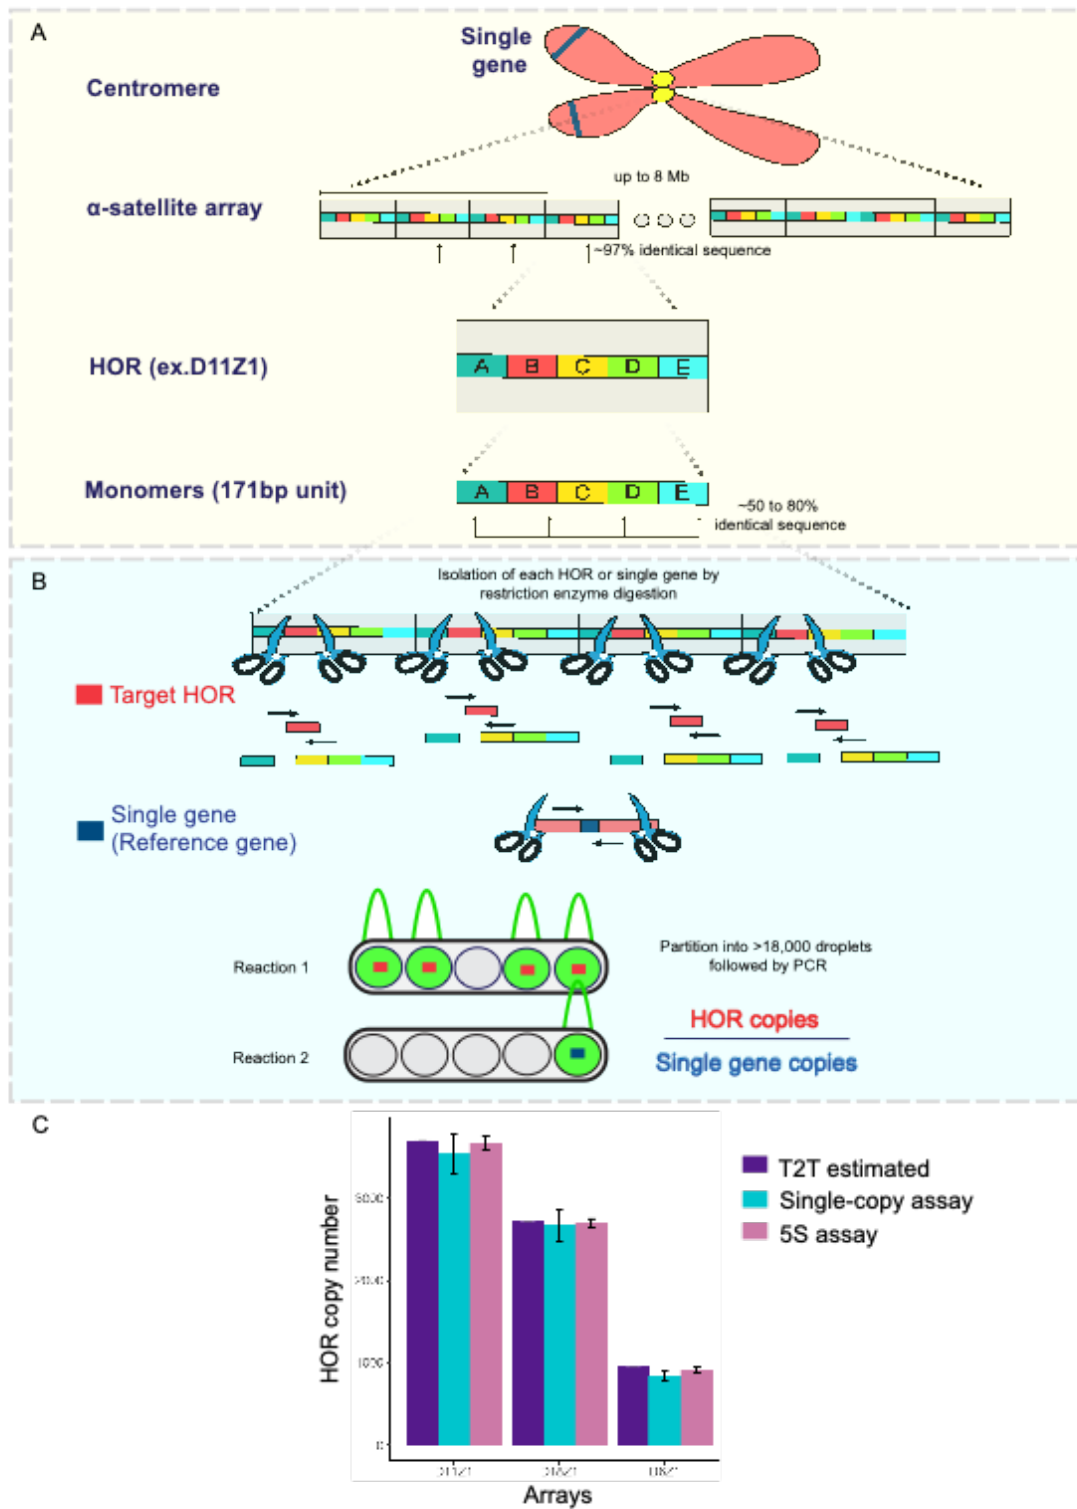 A
Single
gene
Centromere
up to 8 Mb
α-satellite array
~97% identical sequence
HOR (ex.D11Z1)
A B C D E
Monomers (171bp unit)
A B C D E
~50 to 80%
identical sequence
B
Isolation of each HOR or single gene by
restriction enzyme digestion
Target HOR
Single gene
(Reference gene)
Reaction 1
Partition into >18,000 droplets
followed by PCR
HOR copies
Reaction 2
Single gene copies
C
T2T estimated
Single-copy assay
5S assay
HOR copy number
1000
0
D11Z1
Arrays